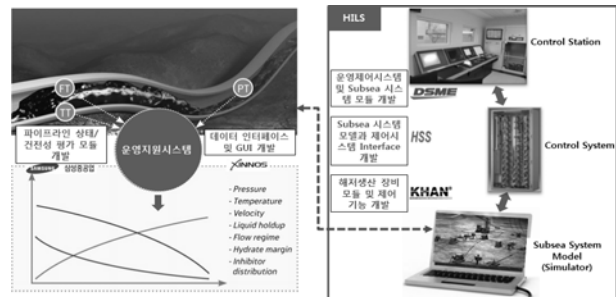 FT
PT
TT
파이프라인 상태/
건전성 평가 모듈
개발
운영지원시스템
데이터 인터페이스
및 GUI 개발
SAMSUNG 삼성중공업
XINNOS
- Pressure
- Temperature
- Velocity
- Liquid holdup
- Flow regime
- Hydrate margin
- Inhibitor
distribution
HILS
Control Station
운영제어시스템
및 Subsea 시스
템 모듈 개발
DSME
Subsea 시스템
모델과 제어시
스템 Interface
개발
HSS
Control System
해저생산 장비
모듈 및 제어
기능 개발
KHAN
Subsea System
Model
(Simulator)